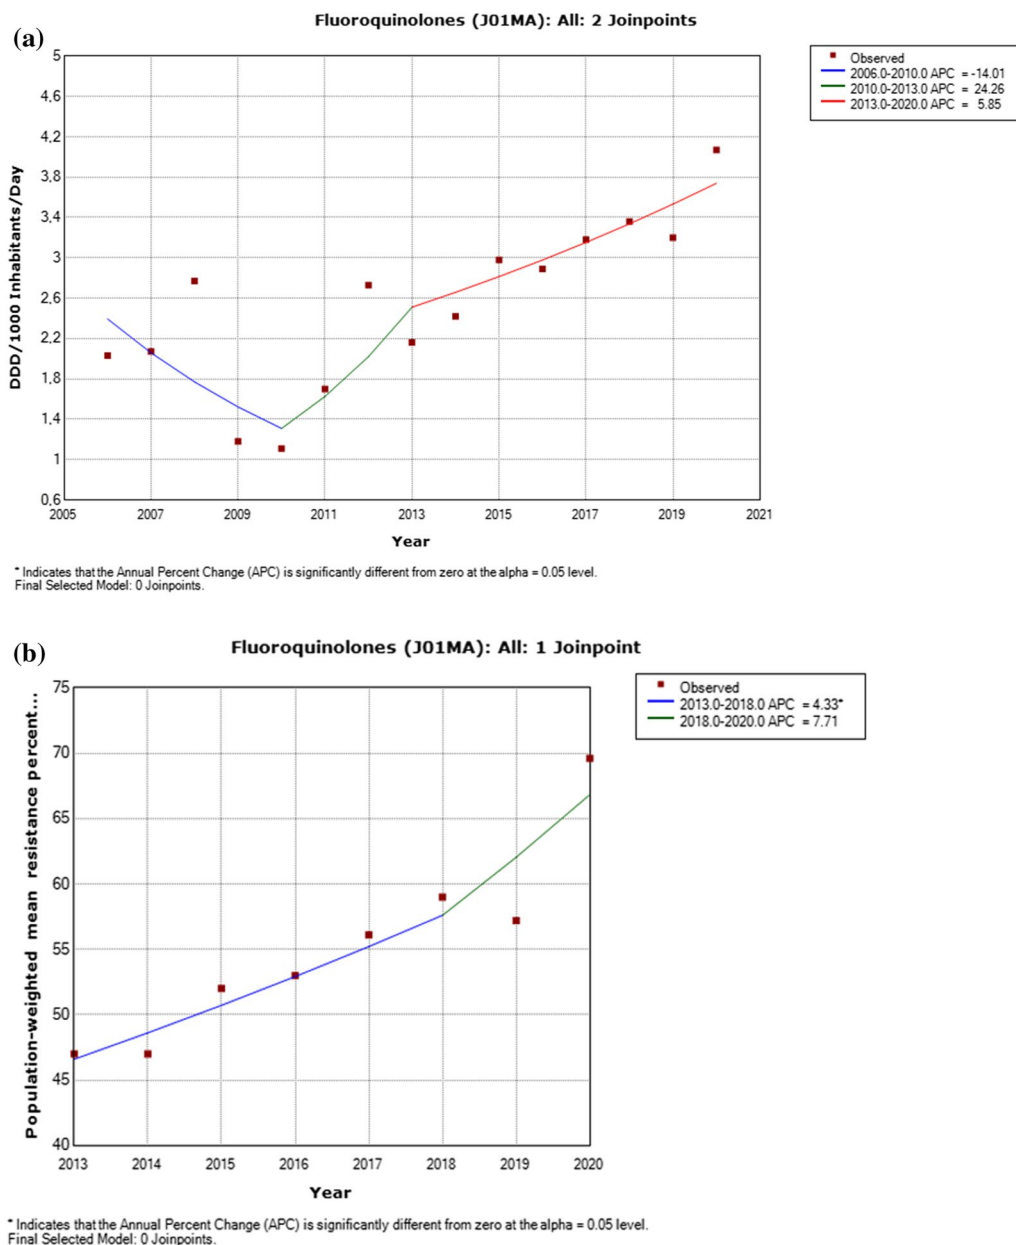 Fluoroquinolones (J01MA): All: 2 Joinpoints
(a)
Observed
2006.0-2010.0 APC = -14.01
2010.0-2013.0 APC = 24.26
2013.0-2020.0 APC = 5.85
5
4,6
4,2
3,8
3,4
3
2,6
2,2
1,8
1,4
1
0,6
DDD/1000 Inhabitants/Day
2005 2007 2009 2011 2013 2015 2017 2019 2021
Year
* Indicates that the Annual Percent Change (APC) is significantly different from zero at the alpha = 0.05 level.
Final Selected Model: 0 Joinpoints.
(b)
Fluoroquinolones (J01MA): All: 1 Joinpoint
Observed
2013.0-2018.0 APC = 4.33*
2018.0-2020.0 APC = 7.71
75
70
65
60
55
50
45
40
Population-weighted mean resistance percent...
2013 2014 2015 2016 2017 2018 2019 2020
Year
* Indicates that the Annual Percent Change (APC) is significantly different from zero at the alpha = 0.05 level.
Final Selected Model: 0 Joinpoints.